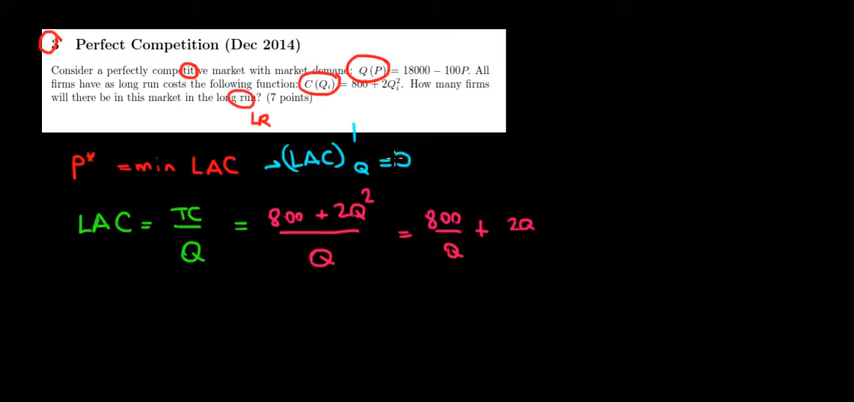 3 Perfect Competition (Dec 2014)
Consider a perfectly competitive market with market demand: Q(P) = 18000 − 100P. All
firms have as long run costs the following function: C(Qi) = 800 + 2Qi². How many firms
will there be in this market in the long run? (7 points)
LR
P* = min LAC → (LAC)'Q = 0
LAC = TC/Q = 800 + 2Q²/Q = 800/Q + 2Q